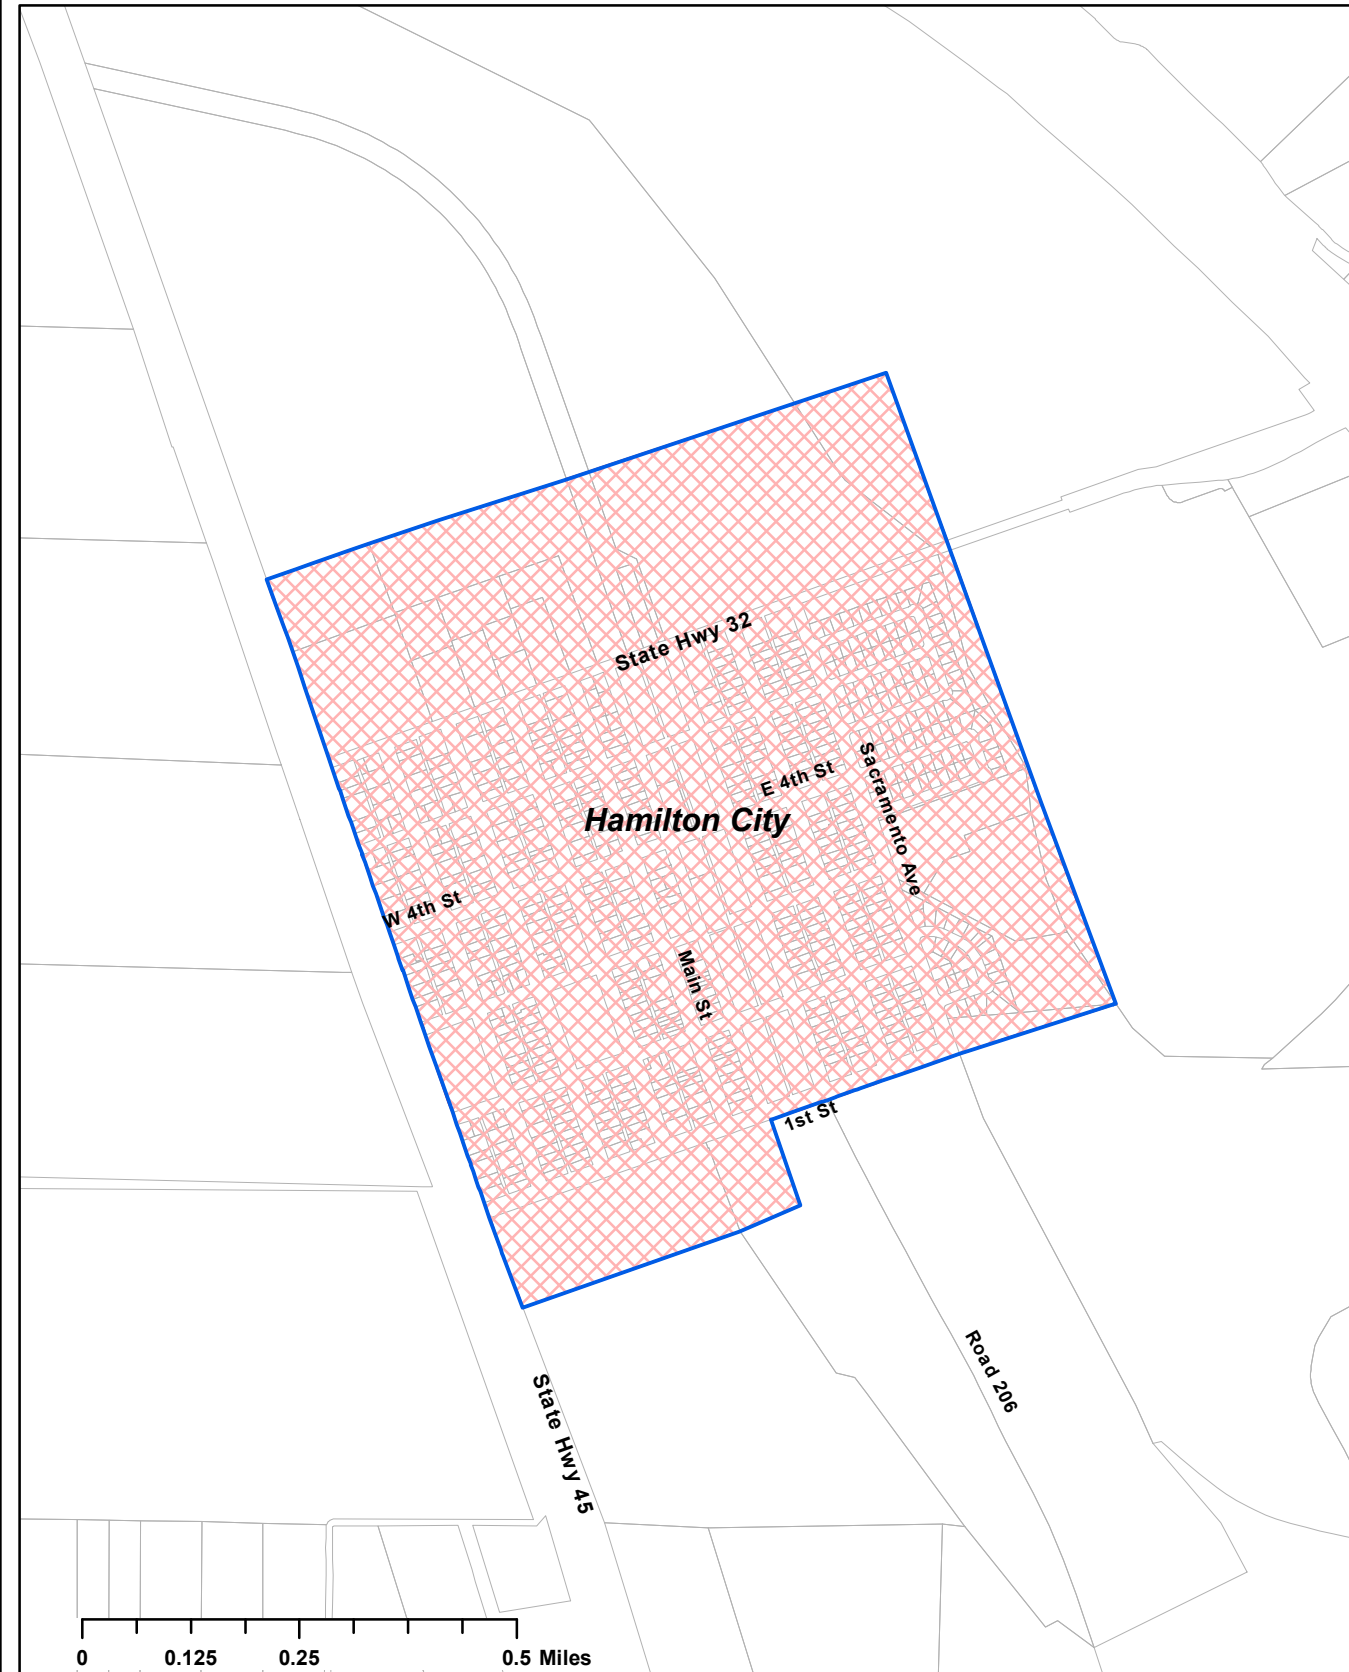 State Hwy 32
E 4th St
Sacramento Ave
Hamilton City
W 4th St
Main St
1st St
Road 206
State Hwy 45
0 0.125 0.25 0.5 Miles